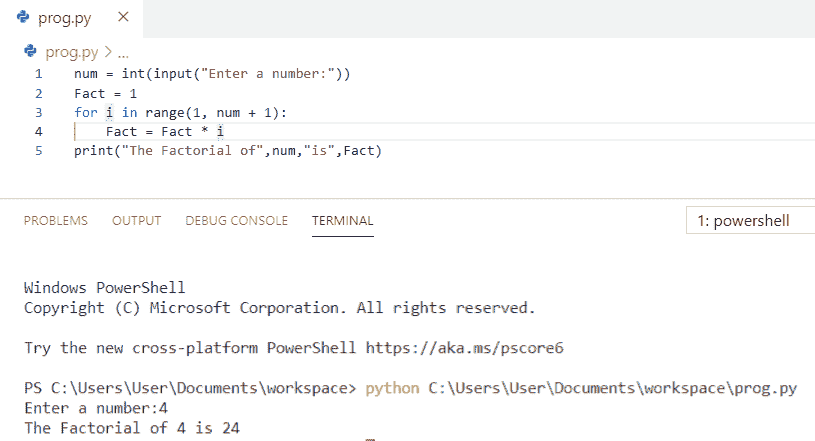 prog.py ×
prog.py > ...
1 num = int(input("Enter a number:"))
2 Fact = 1
3 for i in range(1, num + 1):
4     Fact = Fact * i
5 print("The Factorial of",num,"is",Fact)
PROBLEMS OUTPUT DEBUG CONSOLE TERMINAL 1: powershell
Windows PowerShell
Copyright (C) Microsoft Corporation. All rights reserved.
Try the new cross-platform PowerShell https://aka.ms/pscore6
PS C:\Users\User\Documents\workspace> python C:\Users\User\Documents\workspace\prog.py
Enter a number:4
The Factorial of 4 is 24